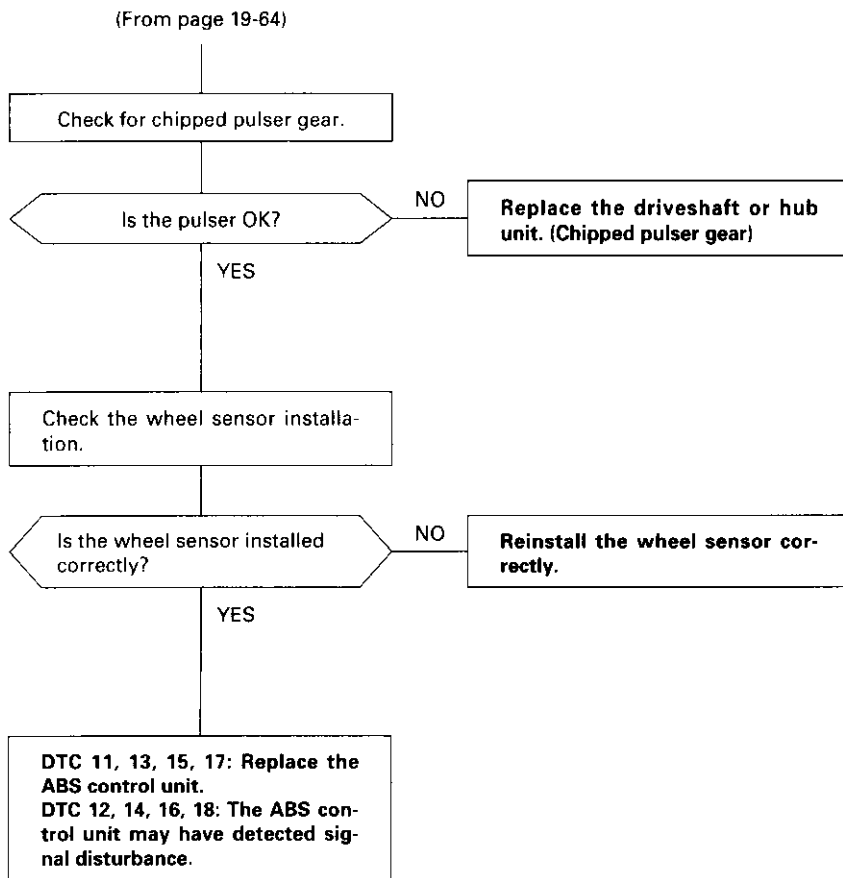 (From page 19-64)
Check for chipped pulser gear.
Is the pulser OK?
NO
Replace the driveshaft or hub
unit. (Chipped pulser gear)
YES
Check the wheel sensor installa-
tion.
Is the wheel sensor installed
correctly?
NO
Reinstall the wheel sensor cor-
rectly.
YES
DTC 11, 13, 15, 17: Replace the
ABS control unit.
DTC 12, 14, 16, 18: The ABS con-
trol unit may have detected sig-
nal disturbance.